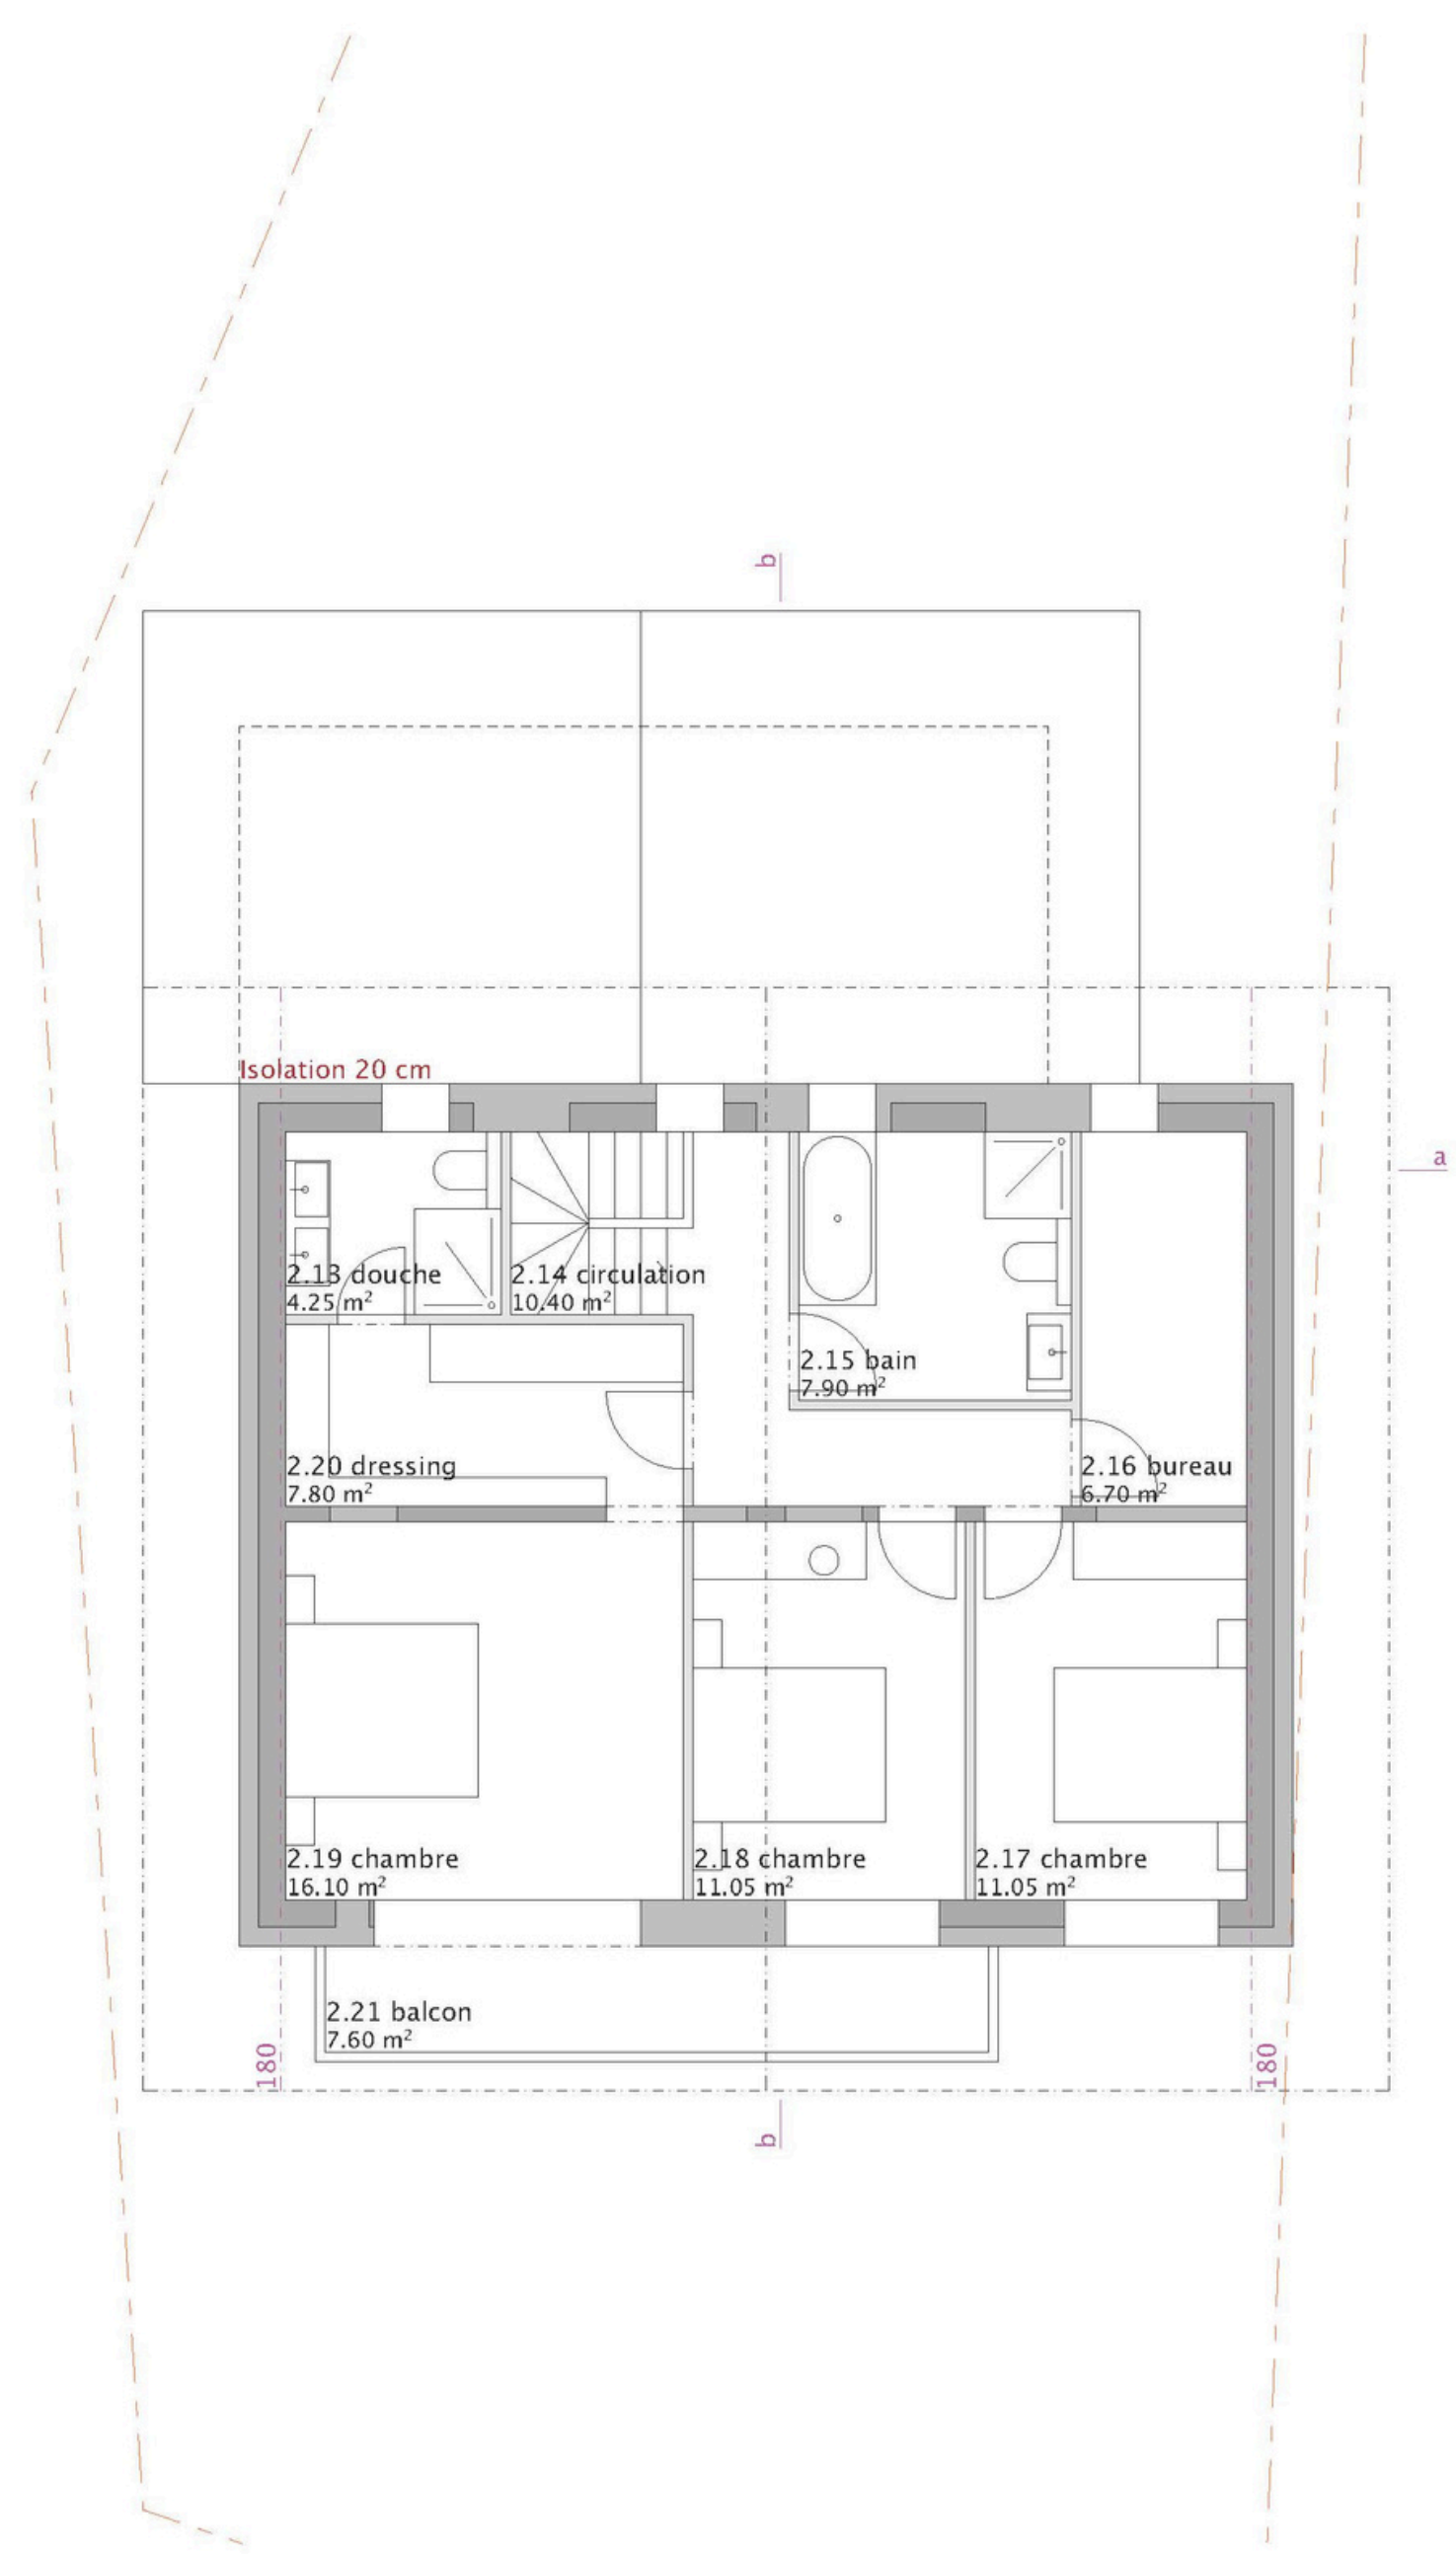 b
Isolation 20 cm
a
2.13 douche
4.25 m²
2.14 circulation
10.40 m²
2.15 bain
7.90 m²
2.20 dressing
7.80 m²
2.16 bureau
6.70 m²
2.19 chambre
16.10 m²
2.18 chambre
11.05 m²
2.17 chambre
11.05 m²
2.21 balcon
7.60 m²
180
180
b